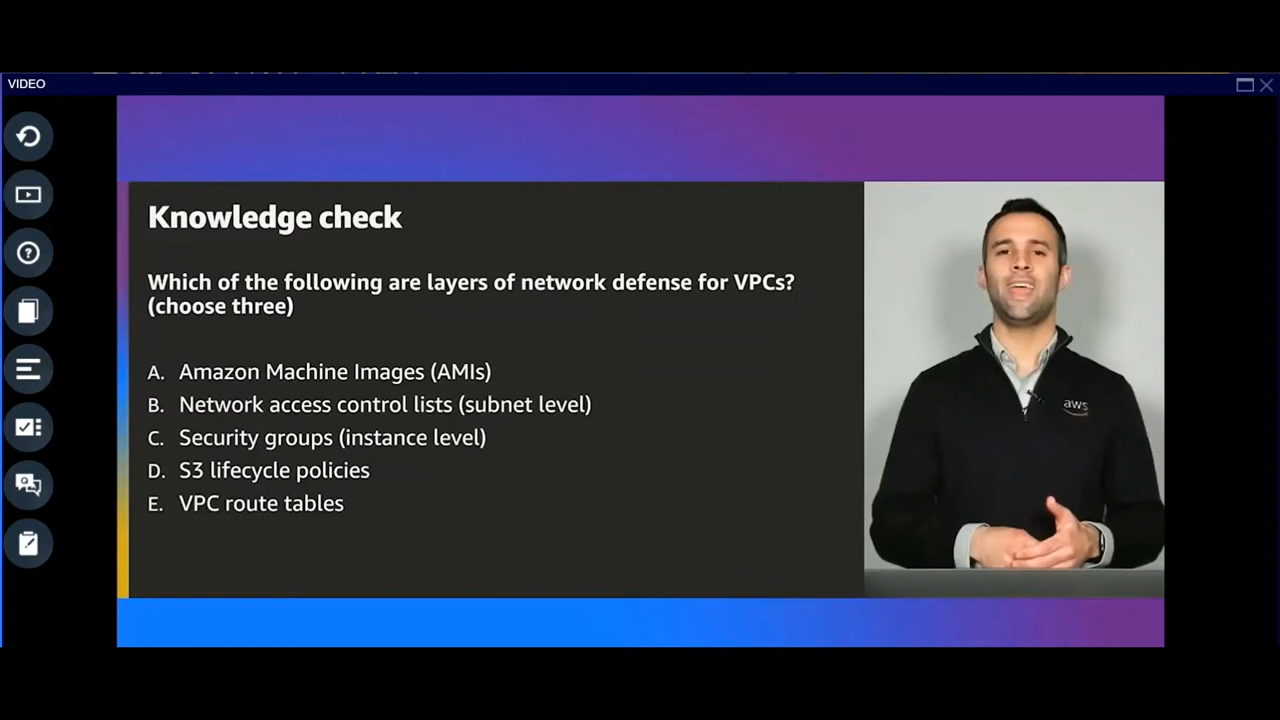 VIDEO
Knowledge check
Which of the following are layers of network defense for VPCs?
(choose three)
A. Amazon Machine Images (AMIs)
B. Network access control lists (subnet level)
C. Security groups (instance level)
D. S3 lifecycle policies
E. VPC route tables
aws